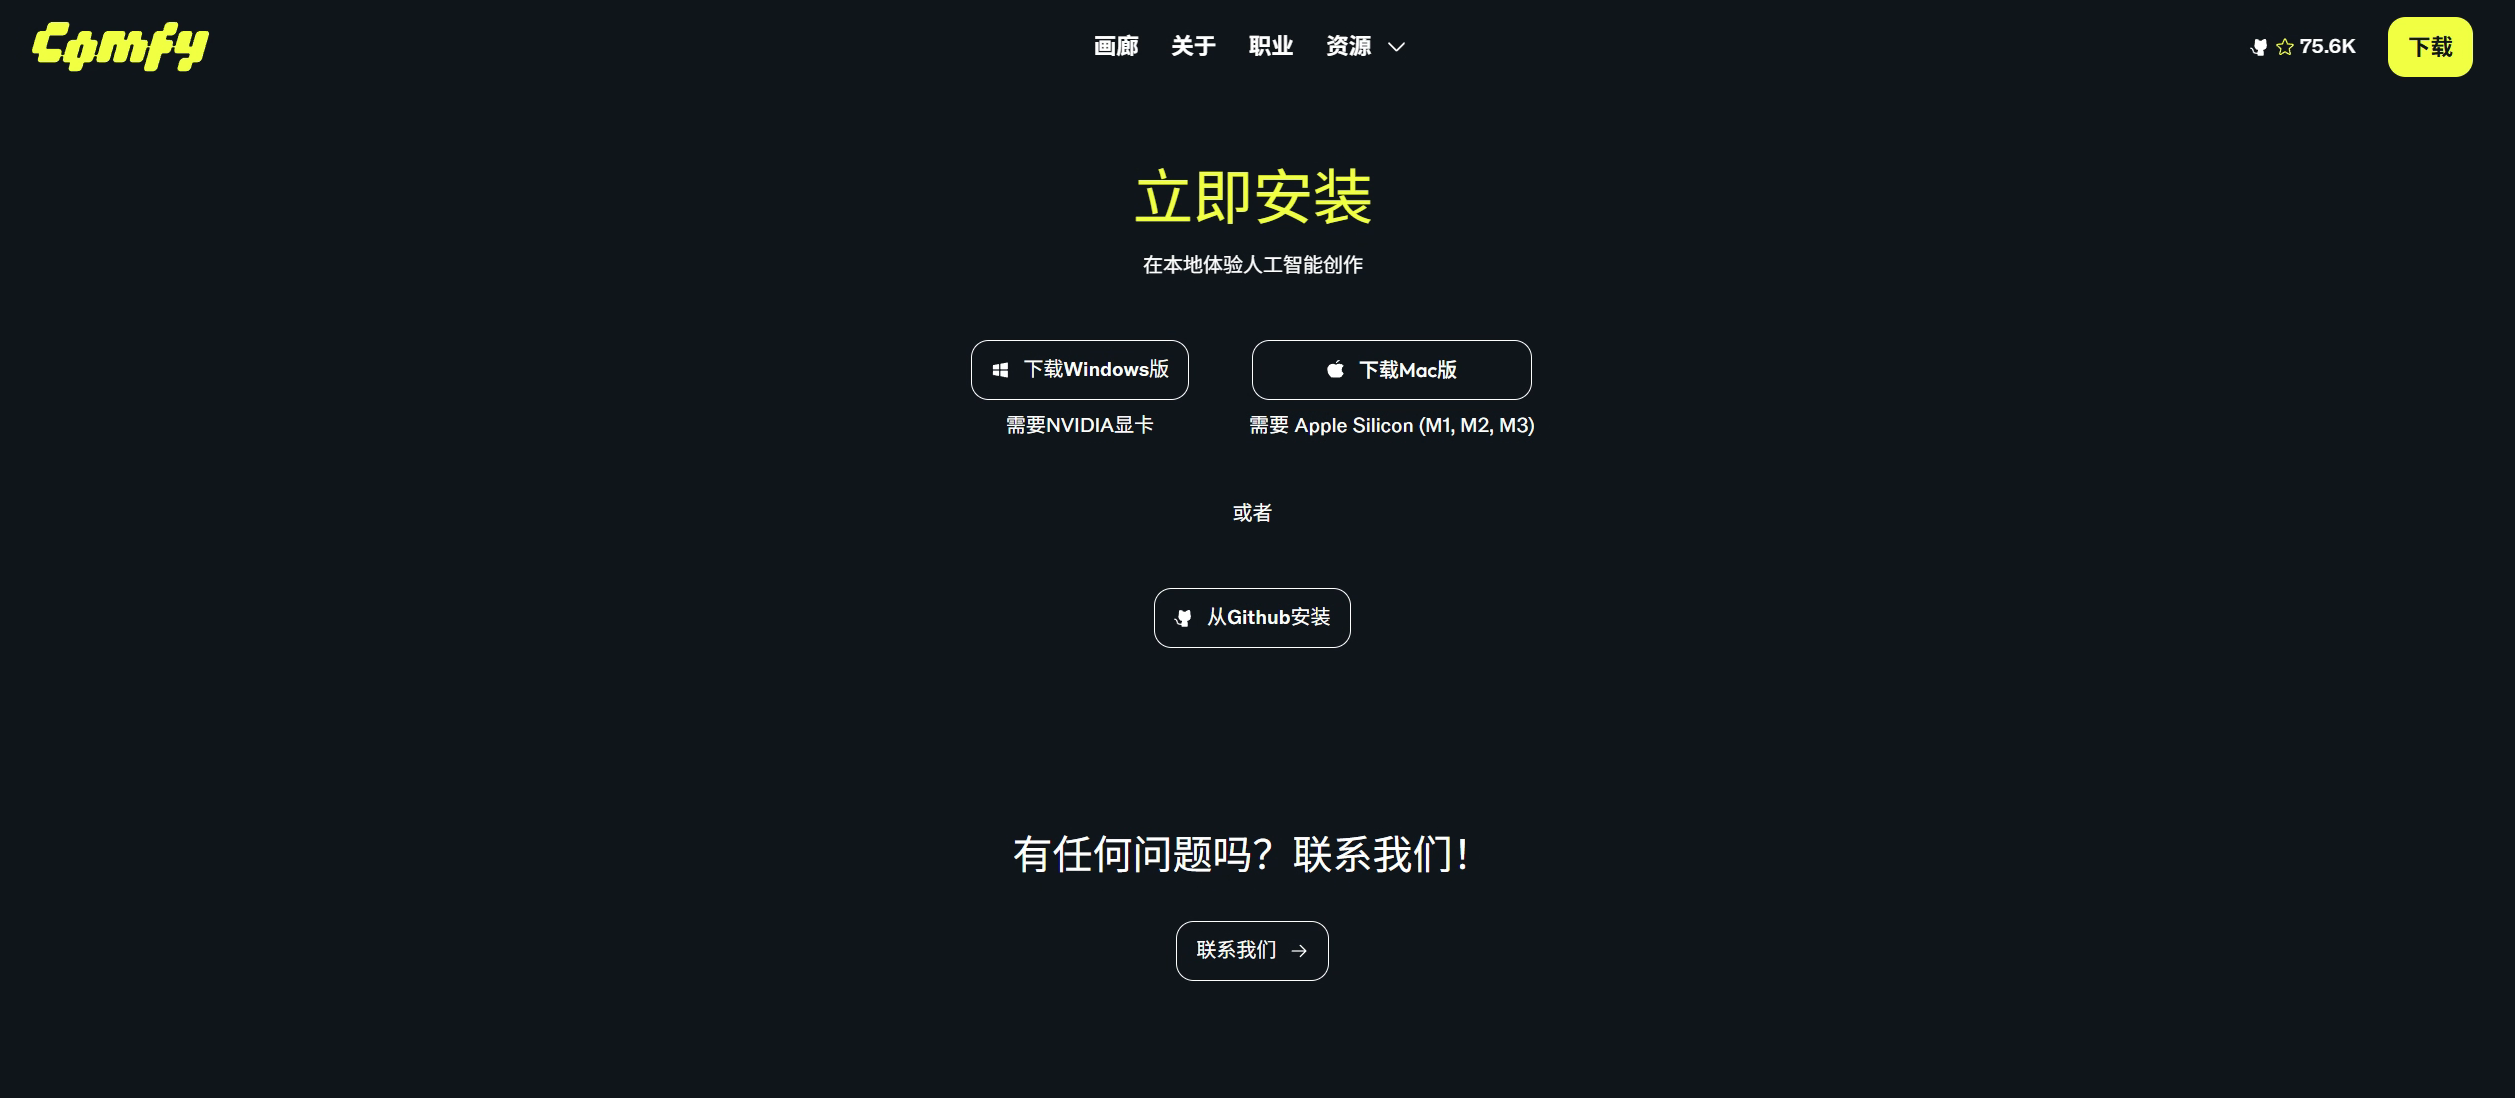 Comfy
画廊 关于 职业 资源
75.6K
下载
立即安装
在本地体验人工智能创作
下载Windows版
下载Mac版
需要NVIDIA显卡
需要 Apple Silicon (M1, M2, M3)
或者
从Github安装
有任何问题吗？联系我们！
联系我们 →